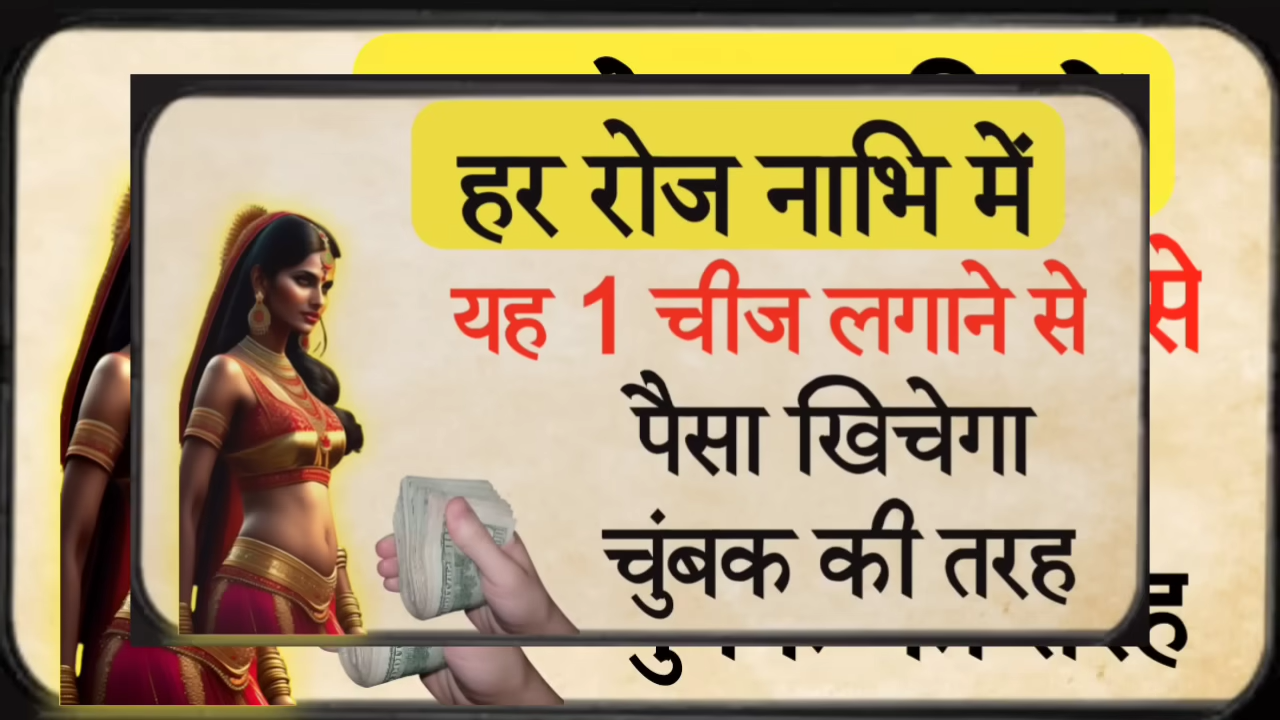 हर रोज नाभि में
यह 1 चीज लगाने से
से
पैसा खिचेगा
चुंबक की तरह